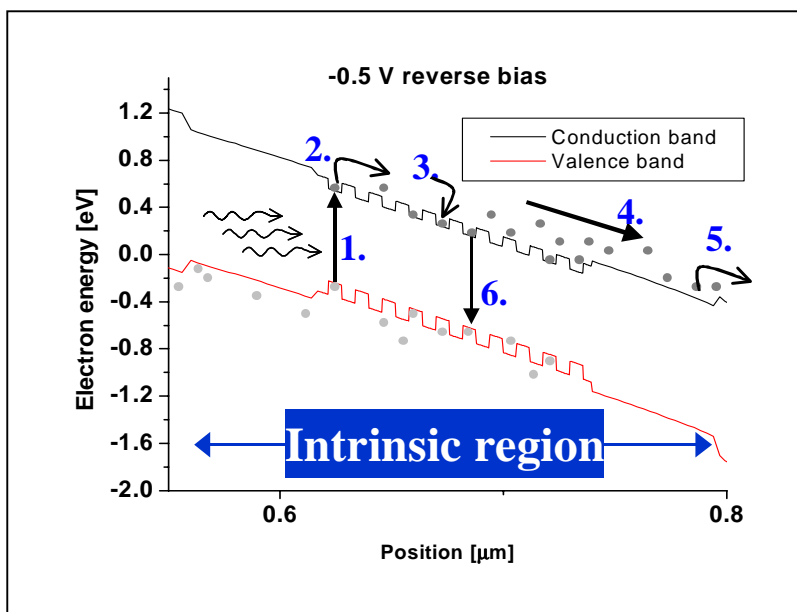 -0.5 V reverse bias
1.2
0.8
0.4
0.0
-0.4
-0.8
-1.2
-1.6
-2.0
Electron energy [eV]
Conduction band
Valence band
2.
3.
4.
1.
5.
6.
Intrinsic region
0.6
0.8
Position [μm]